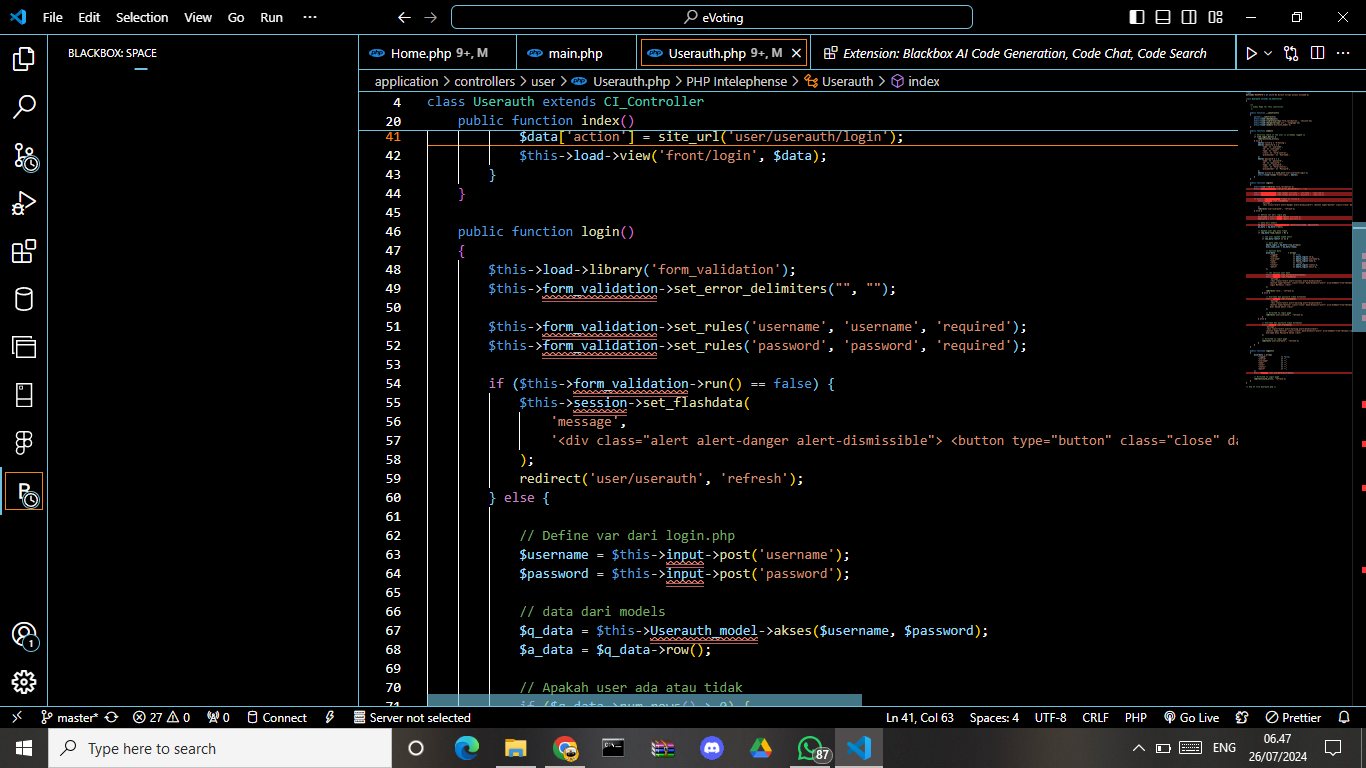 File Edit Selection View Go Run ··· eVoting
BLACKBOX: SPACE
Home.php 9+, M main.php Userauth.php 9+, M Extension: Blackbox AI Code Generation, Code Chat, Code Search
application > controllers > user > Userauth.php > PHP Intelephense > Userauth > index
4 class Userauth extends CI_Controller
20 public function index()
41 $data['action'] = site_url('user/userauth/login');
42 $this->load->view('front/login', $data);
43 }
44 }
45
46 public function login()
47 {
48 $this->load->library('form_validation');
49 $this->form_validation->set_error_delimiters("", "");
50
51 $this->form_validation->set_rules('username', 'username', 'required');
52 $this->form_validation->set_rules('password', 'password', 'required');
53
54 if ($this->form_validation->run() == false) {
55 $this->session->set_flashdata(
56 'message',
57 '<div class="alert alert-danger alert-dismissible"> <button type="button" class="close" da
58 );
59 redirect('user/userauth', 'refresh');
60 } else {
61
62 // Define var dari login.php
63 $username = $this->input->post('username');
64 $password = $this->input->post('password');
65
66 // data dari models
67 $q_data = $this->Userauth_model->akses($username, $password);
68 $a_data = $q_data->row();
69
70 // Apakah user ada atau tidak
71 if ($q_data->num_rows() > 0) {
master* 27 0 0 Connect Server not selected Ln 41, Col 63 Spaces: 4 UTF-8 CRLF PHP Go Live Prettier
Type here to search 87 ENG 06.47
26/07/2024